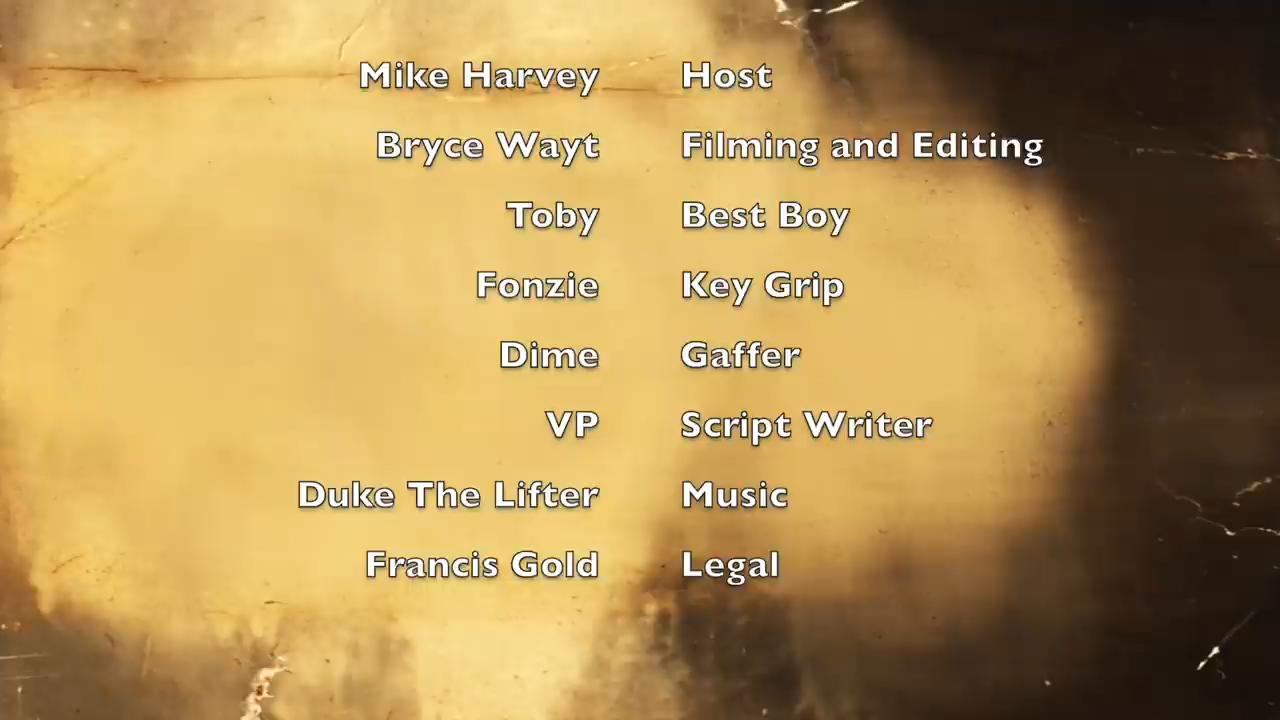 Mike Harvey Host
Bryce Wayt Filming and Editing
Toby Best Boy
Fonzie Key Grip
Dime Gaffer
VP Script Writer
Duke The Lifter Music
Francis Gold Legal